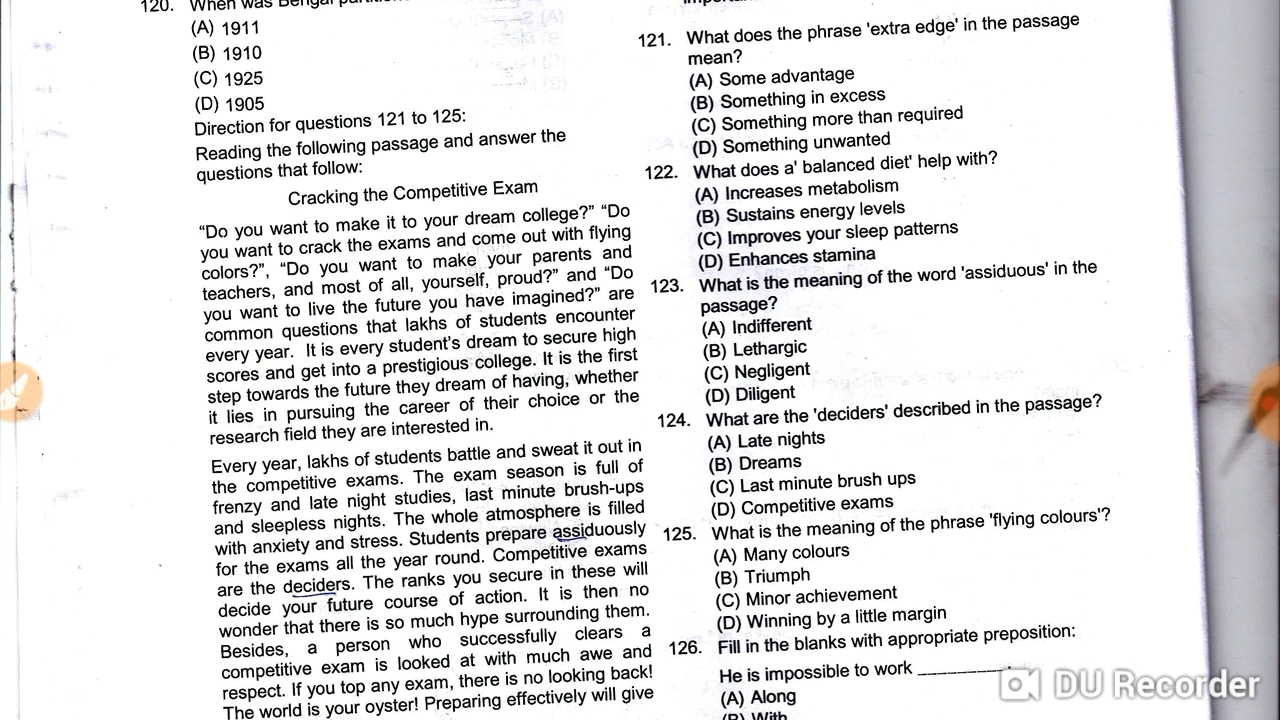 120. When was Bengal
(A) 1911
(B) 1910
(C) 1925
(D) 1905
Direction for questions 121 to 125:
Reading the following passage and answer the
questions that follow:
Cracking the Competitive Exam
“Do you want to make it to your dream college?” “Do
you want to crack the exams and come out with flying
colors?”, “Do you want to make your parents and
teachers, and most of all, yourself, proud?” and “Do
you want to live the future you have imagined?” are
common questions that lakhs of students encounter
every year. It is every student’s dream to secure high
scores and get into a prestigious college. It is the first
step towards the future they dream of having, whether
it lies in pursuing the career of their choice or the
research field they are interested in.
Every year, lakhs of students battle and sweat it out in
the competitive exams. The exam season is full of
frenzy and late night studies, last minute brush-ups
and sleepless nights. The whole atmosphere is filled
with anxiety and stress. Students prepare assiduously
for the exams all the year round. Competitive exams
are the deciders. The ranks you secure in these will
decide your future course of action. It is then no
wonder that there is so much hype surrounding them.
Besides, a person who successfully clears a
competitive exam is looked at with much awe and
respect. If you top any exam, there is no looking back!
The world is your oyster! Preparing effectively will give
121. What does the phrase 'extra edge' in the passage
mean?
(A) Some advantage
(B) Something in excess
(C) Something more than required
(D) Something unwanted
122. What does a' balanced diet' help with?
(A) Increases metabolism
(B) Sustains energy levels
(C) Improves your sleep patterns
(D) Enhances stamina
123. What is the meaning of the word 'assiduous' in the
passage?
(A) Indifferent
(B) Lethargic
(C) Negligent
(D) Diligent
124. What are the 'deciders' described in the passage?
(A) Late nights
(B) Dreams
(C) Last minute brush ups
(D) Competitive exams
125. What is the meaning of the phrase 'flying colours'?
(A) Many colours
(B) Triumph
(C) Minor achievement
(D) Winning by a little margin
126. Fill in the blanks with appropriate preposition:
He is impossible to work __________.
(A) Along
(B) With
DU Recorder